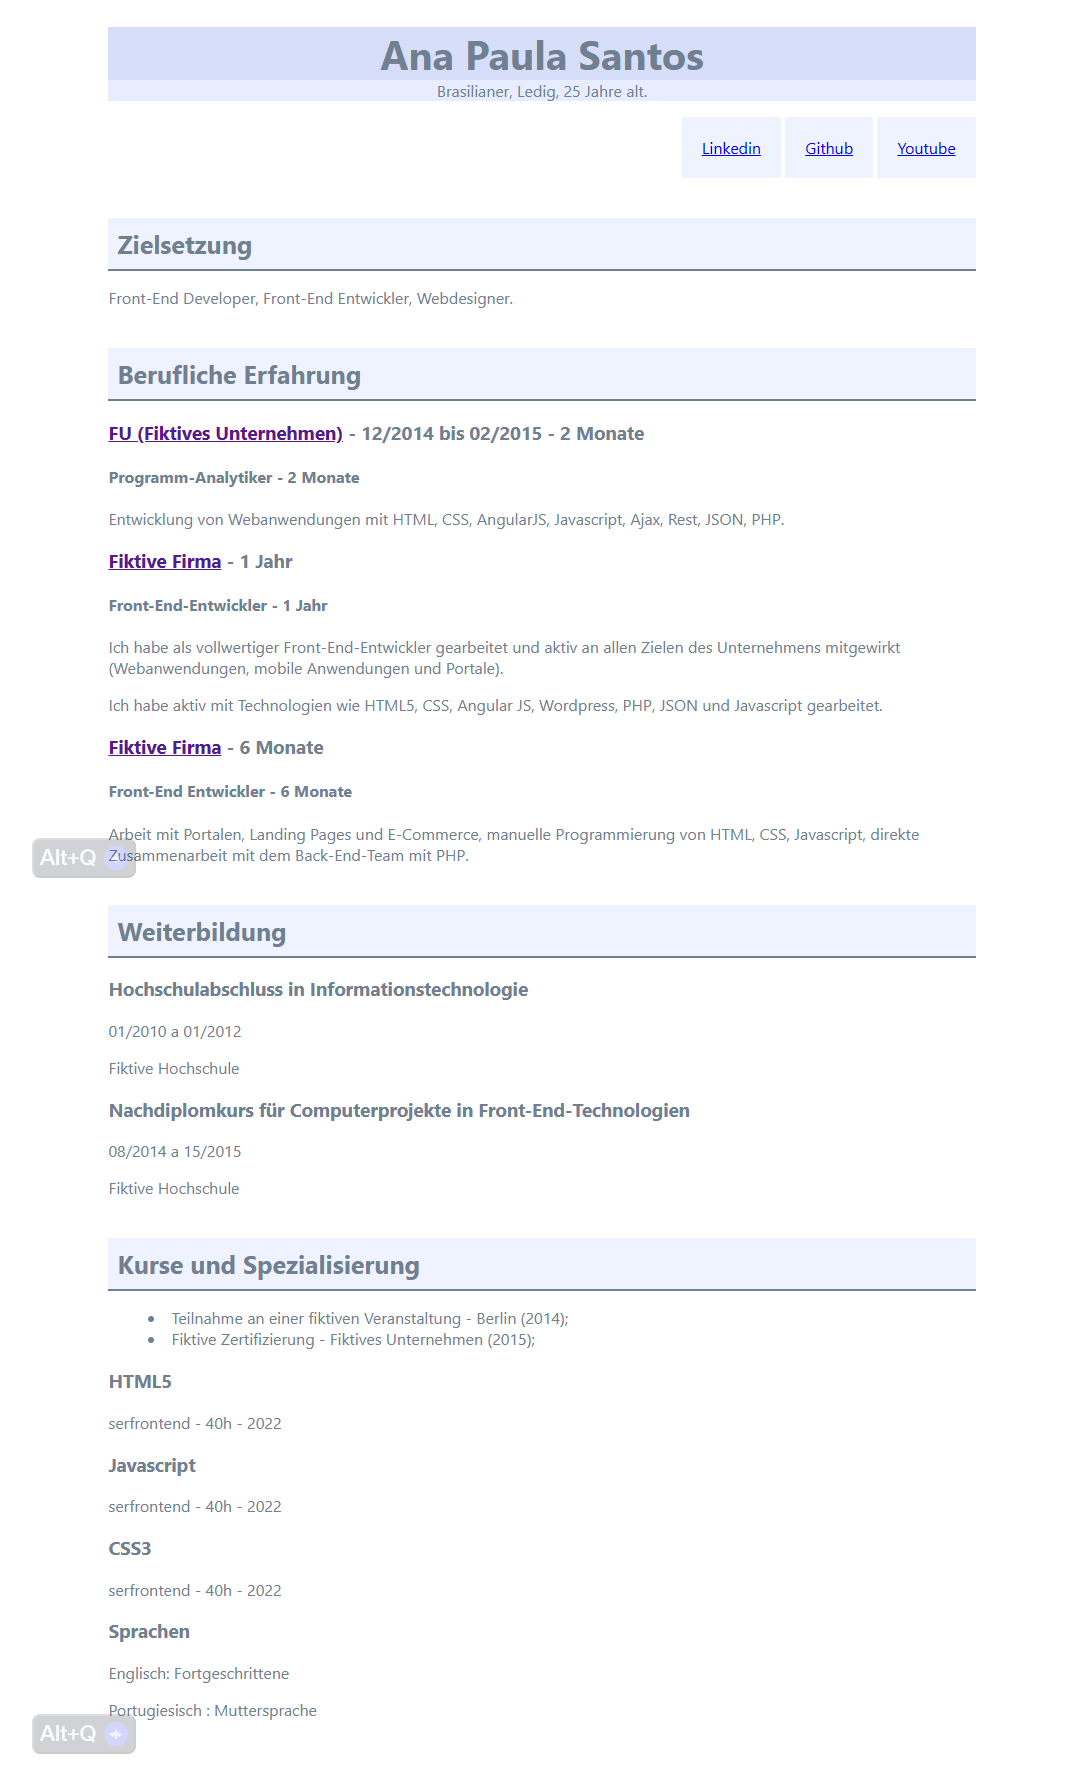 Ana Paula Santos
Brasilianer, Ledig, 25 Jahre alt.
Linkedin Github Youtube
Zielsetzung
Front-End Developer, Front-End Entwickler, Webdesigner.
Berufliche Erfahrung
FU (Fiktives Unternehmen) - 12/2014 bis 02/2015 - 2 Monate
Programm-Analytiker - 2 Monate
Entwicklung von Webanwendungen mit HTML, CSS, AngularJS, Javascript, Ajax, Rest, JSON, PHP.
Fiktive Firma - 1 Jahr
Front-End-Entwickler - 1 Jahr
Ich habe als vollwertiger Front-End-Entwickler gearbeitet und aktiv an allen Zielen des Unternehmens mitgewirkt
(Webanwendungen, mobile Anwendungen und Portale).
Ich habe aktiv mit Technologien wie HTML5, CSS, Angular JS, Wordpress, PHP, JSON und Javascript gearbeitet.
Fiktive Firma - 6 Monate
Front-End Entwickler - 6 Monate
Arbeit mit Portalen, Landing Pages und E-Commerce, manuelle Programmierung von HTML, CSS, Javascript, direkte
Alt+Q
Zusammenarbeit mit dem Back-End-Team mit PHP.
Weiterbildung
Hochschulabschluss in Informationstechnologie
01/2010 a 01/2012
Fiktive Hochschule
Nachdiplomkurs für Computerprojekte in Front-End-Technologien
08/2014 a 15/2015
Fiktive Hochschule
Kurse und Spezialisierung
• Teilnahme an einer fiktiven Veranstaltung - Berlin (2014);
• Fiktive Zertifizierung - Fiktives Unternehmen (2015);
HTML5
serfrontend - 40h - 2022
Javascript
serfrontend - 40h - 2022
CSS3
serfrontend - 40h - 2022
Sprachen
Englisch: Fortgeschrittene
Portugiesisch : Muttersprache
Alt+Q